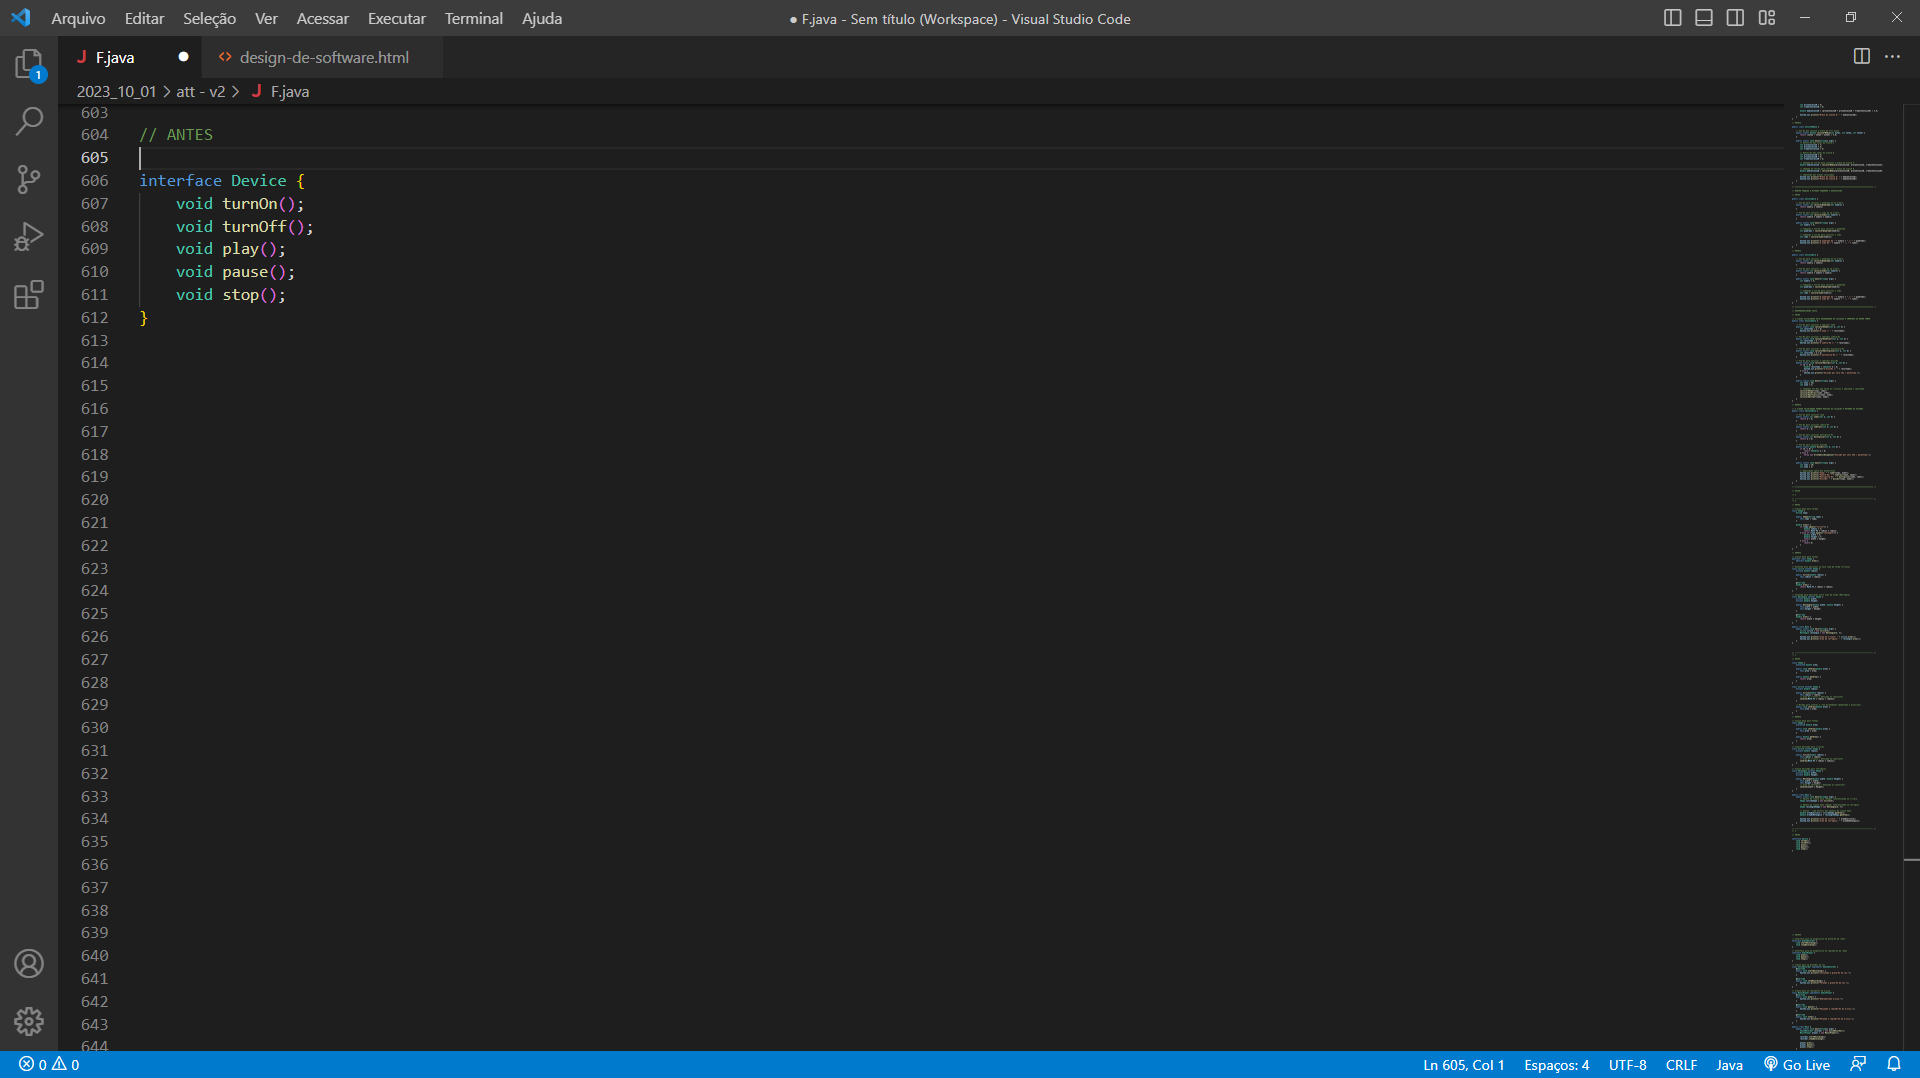 Arquivo Editar Seleção Ver Acessar Executar Terminal Ajuda
● F.java - Sem título (Workspace) - Visual Studio Code
J F.java ●
<> design-de-software.html
1
2023_10_01 > att - v2 > J F.java
603
604 // ANTES
605
606 interface Device {
607 void turnOn();
608 void turnOff();
609 void play();
610 void pause();
611 void stop();
612 }
613
614
615
616
617
618
619
620
621
622
623
624
625
626
627
628
629
630
631
632
633
634
635
636
637
638
639
640
641
642
643
644
0 0
Ln 605, Col 1 Espaços: 4 UTF-8 CRLF Java Go Live